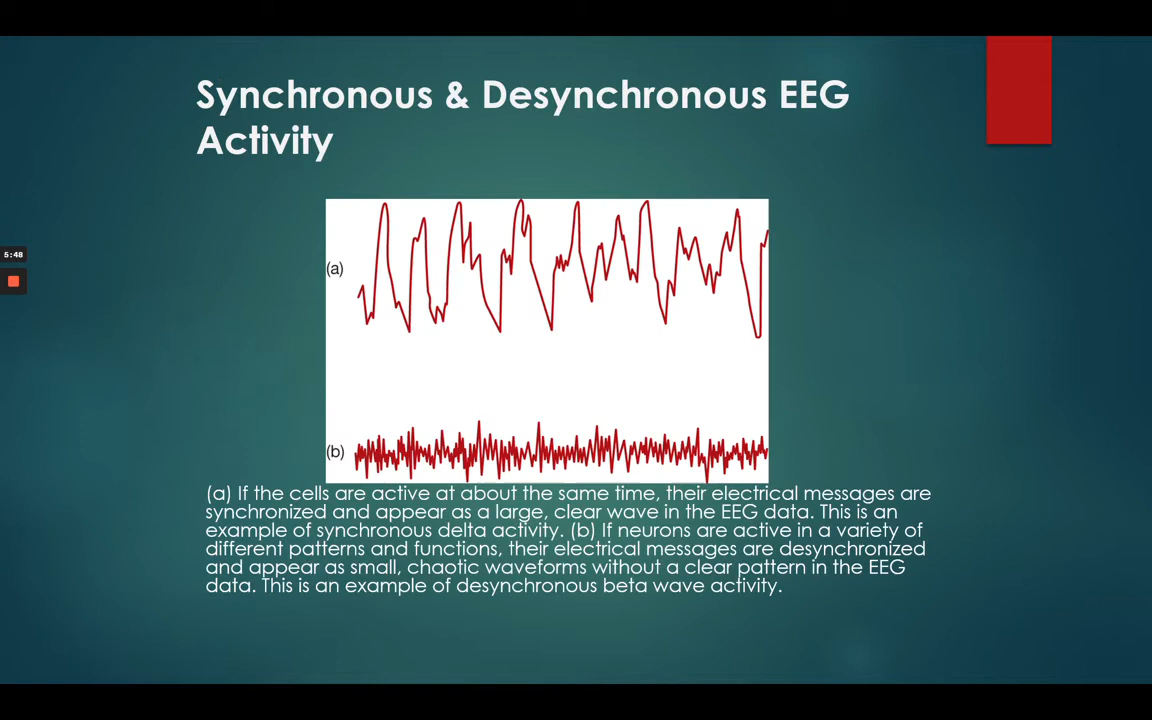 Synchronous & Desynchronous EEG
Activity
5:48
(a)
(b)
(a) If the cells are active at about the same time, their electrical messages are
synchronized and appear as a large, clear wave in the EEG data. This is an
example of synchronous delta activity. (b) If neurons are active in a variety of
different patterns and functions, their electrical messages are desynchronized
and appear as small, chaotic waveforms without a clear pattern in the EEG
data. This is an example of desynchronous beta wave activity.